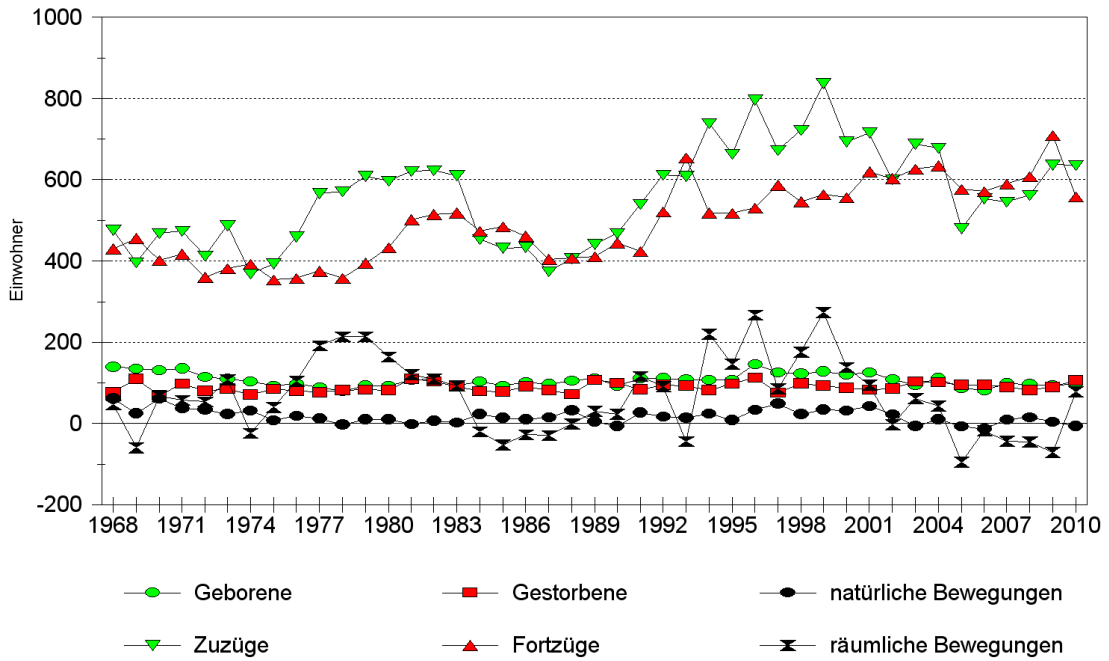 1000
800
600
400
200
0
-200
Einwohner
1968 1971 1974 1977 1980 1983 1986 1989 1992 1995 1998 2001 2004 2007 2010
Geborene Gestorbene natürliche Bewegungen
Zuzüge Fortzüge räumliche Bewegungen